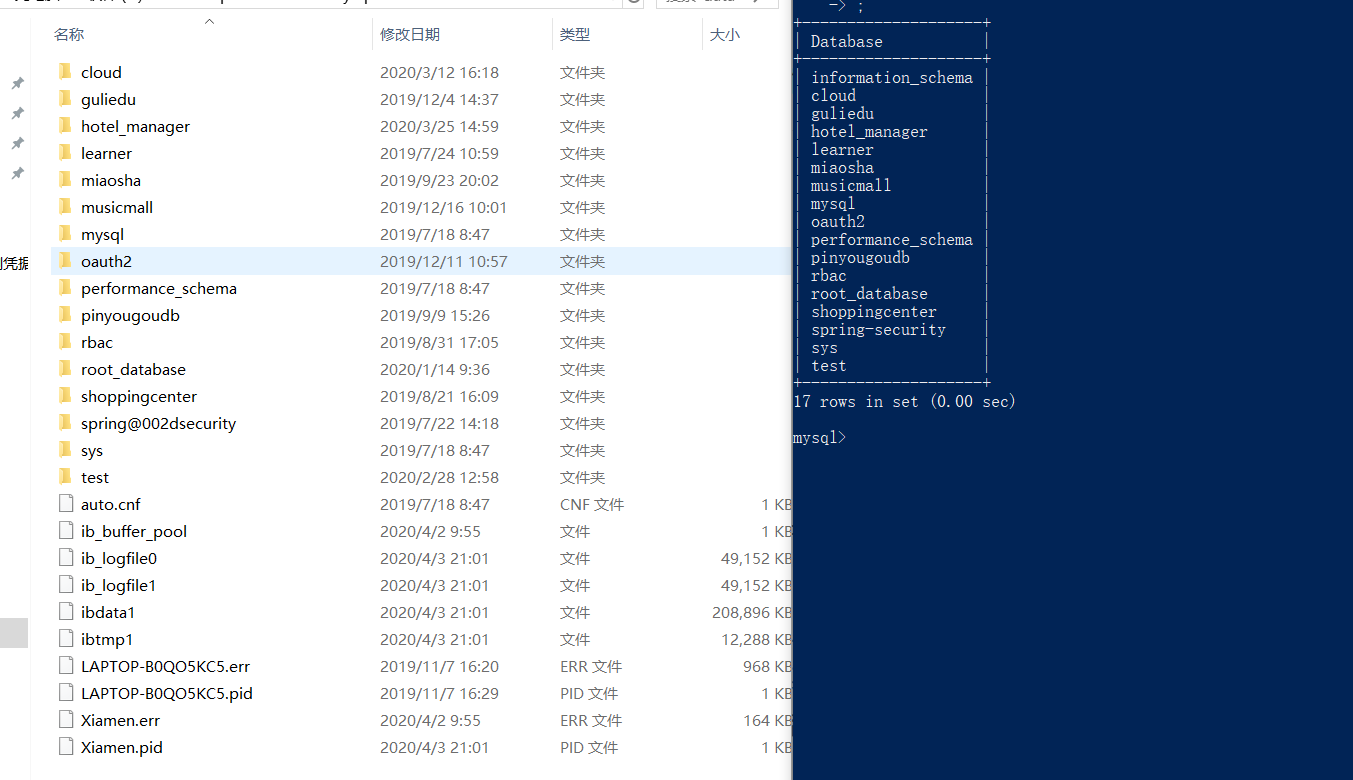 名称 修改日期 类型 大小
cloud 2020/3/12 16:18 文件夹
guliedu 2019/12/4 14:37 文件夹
hotel_manager 2020/3/25 14:59 文件夹
learner 2019/7/24 10:59 文件夹
miaosha 2019/9/23 20:02 文件夹
musicmall 2019/12/16 10:01 文件夹
mysql 2019/7/18 8:47 文件夹
oauth2 2019/12/11 10:57 文件夹
performance_schema 2019/7/18 8:47 文件夹
pinyougoudb 2019/9/9 15:26 文件夹
rbac 2019/8/31 17:05 文件夹
root_database 2020/1/14 9:36 文件夹
shoppingcenter 2019/8/21 16:09 文件夹
spring@002dsecurity 2019/7/22 14:18 文件夹
sys 2019/7/18 8:47 文件夹
test 2020/2/28 12:58 文件夹
auto.cnf 2019/7/18 8:47 CNF 文件 1 KB
ib_buffer_pool 2020/4/2 9:55 文件 1 KB
ib_logfile0 2020/4/3 21:01 文件 49,152 KB
ib_logfile1 2020/4/3 21:01 文件 49,152 KB
ibdata1 2020/4/3 21:01 文件 208,896 KB
ibtmp1 2020/4/3 21:01 文件 12,288 KB
LAPTOP-B0QO5KC5.err 2019/11/7 16:20 ERR 文件 968 KB
LAPTOP-B0QO5KC5.pid 2019/11/7 16:29 PID 文件 1 KB
Xiamen.err 2020/4/2 9:55 ERR 文件 164 KB
Xiamen.pid 2020/4/3 21:01 PID 文件 1 KB
凭据
-> ;
+--------------------+
| Database |
+--------------------+
| information_schema |
| cloud |
| guliedu |
| hotel_manager |
| learner |
| miaosha |
| musicmall |
| mysql |
| oauth2 |
| performance_schema |
| pinyougoudb |
| rbac |
| root_database |
| shoppingcenter |
| spring-security |
| sys |
| test |
+--------------------+
17 rows in set (0.00 sec)
mysql>